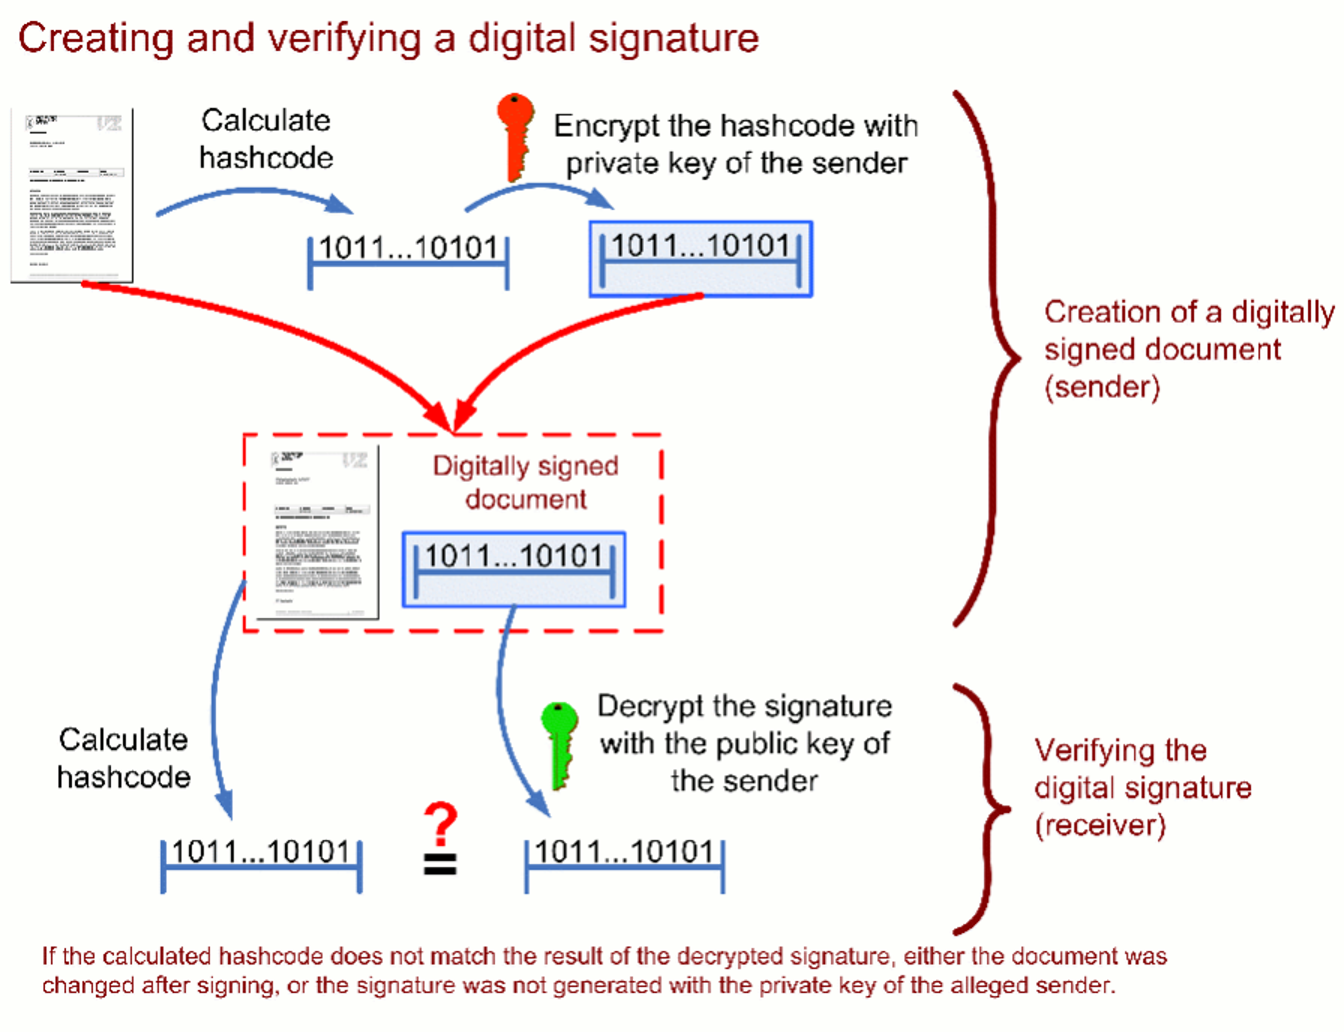 Creating and verifying a digital signature
Calculate
hashcode
Encrypt the hashcode with
private key of the sender
1011...10101
1011...10101
Creation of a digitally
signed document
(sender)
Digitally signed
document
1011...10101
Decrypt the signature
with the public key of
the sender
Calculate
hashcode
Verifying the
digital signature
(receiver)
?
=
1011...10101
1011...10101
If the calculated hashcode does not match the result of the decrypted signature, either the document was
changed after signing, or the signature was not generated with the private key of the alleged sender.